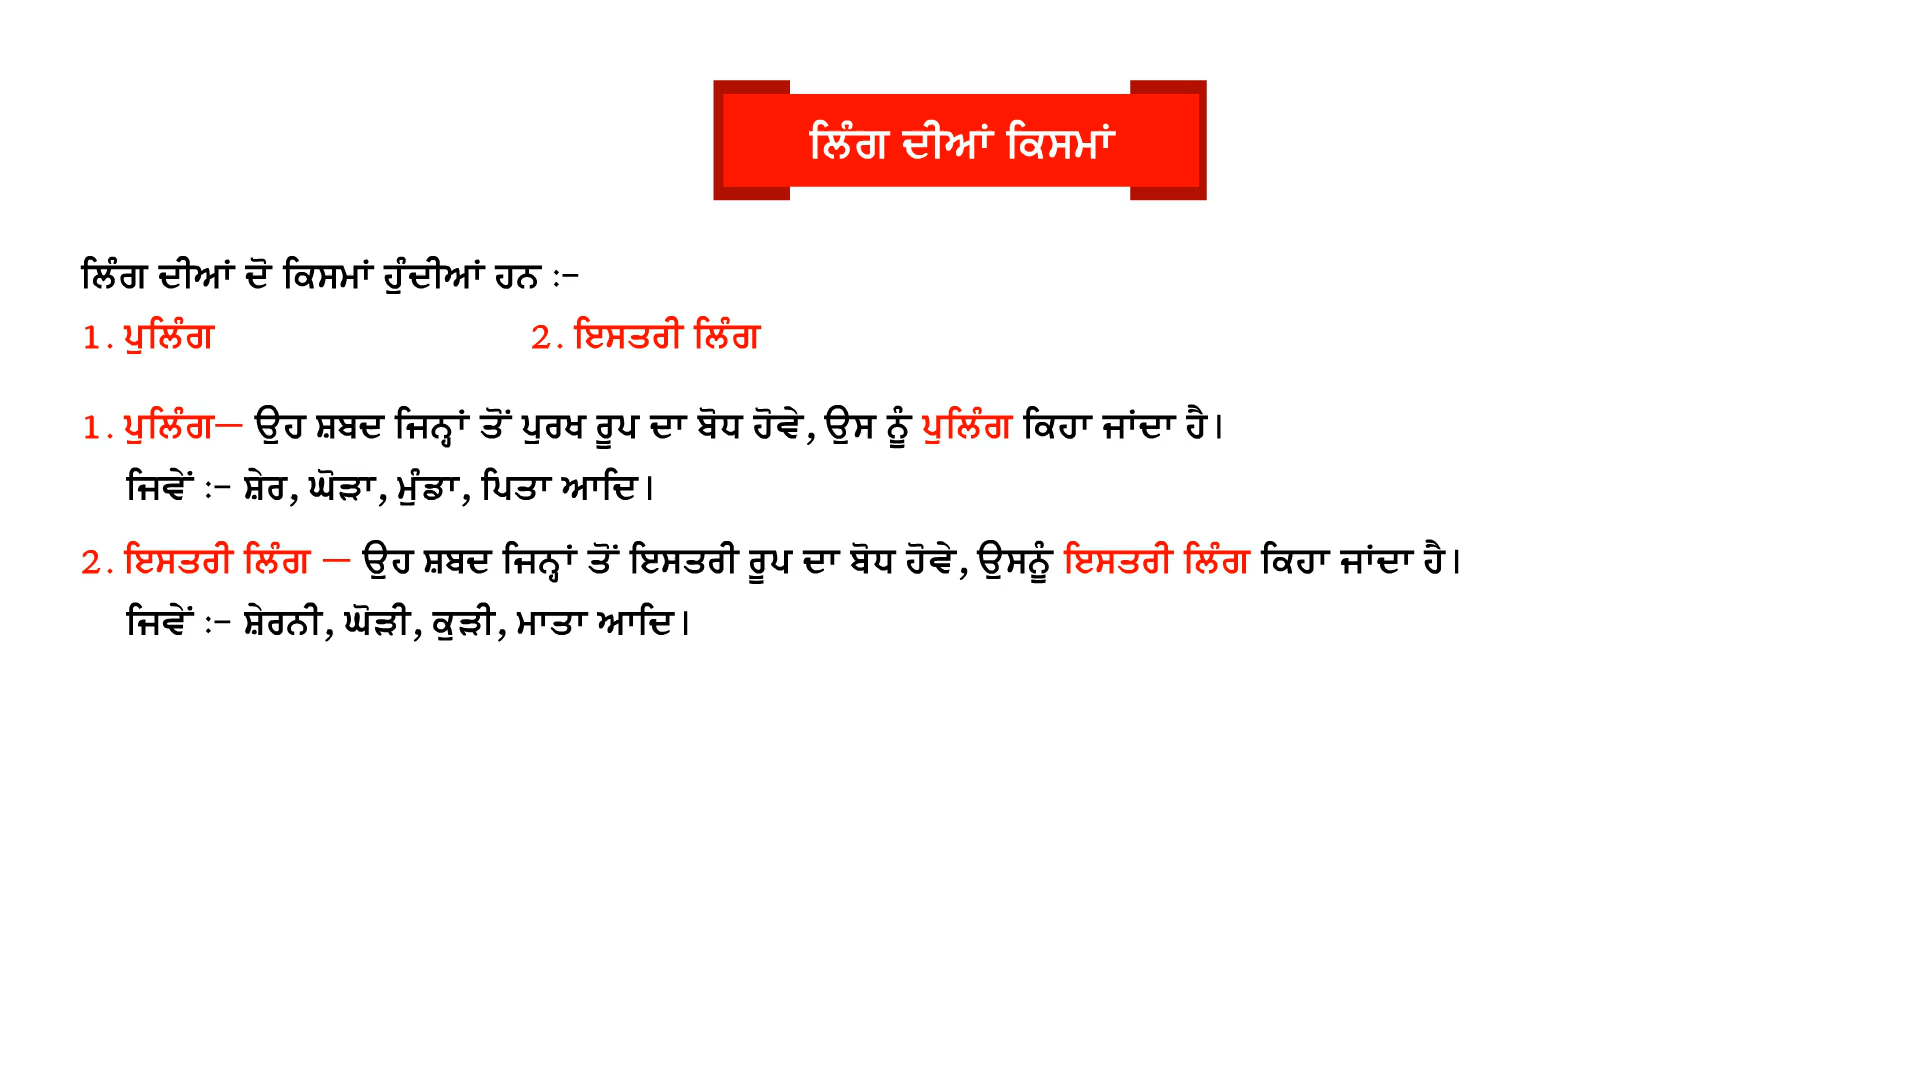 ਲਿੰਗ ਦੀਆਂ ਕਿਸਮਾਂ
ਲਿੰਗ ਦੀਆਂ ਦੋ ਕਿਸਮਾਂ ਹੁੰਦੀਆਂ ਹਨ :-
1. ਪੁਲਿੰਗ 2. ਇਸਤਰੀ ਲਿੰਗ
1. ਪੁਲਿੰਗ— ਉਹ ਸ਼ਬਦ ਜਿਨ੍ਹਾਂ ਤੋਂ ਪੁਰਖ ਰੂਪ ਦਾ ਬੋਧ ਹੋਵੇ, ਉਸ ਨੂੰ ਪੁਲਿੰਗ ਕਿਹਾ ਜਾਂਦਾ ਹੈ।
ਜਿਵੇਂ :- ਸ਼ੇਰ, ਘੋੜਾ, ਮੁੰਡਾ, ਪਿਤਾ ਆਦਿ।
2. ਇਸਤਰੀ ਲਿੰਗ — ਉਹ ਸ਼ਬਦ ਜਿਨ੍ਹਾਂ ਤੋਂ ਇਸਤਰੀ ਰੂਪ ਦਾ ਬੋਧ ਹੋਵੇ, ਉਸਨੂੰ ਇਸਤਰੀ ਲਿੰਗ ਕਿਹਾ ਜਾਂਦਾ ਹੈ।
ਜਿਵੇਂ :- ਸ਼ੇਰਨੀ, ਘੋੜੀ, ਕੁੜੀ, ਮਾਤਾ ਆਦਿ।